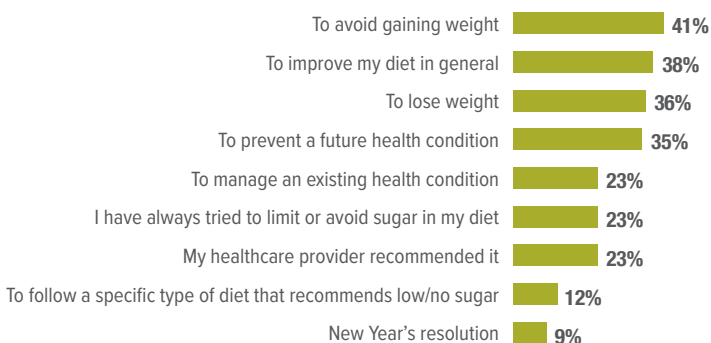 To avoid gaining weight 41%
To improve my diet in general 38%
To lose weight 36%
To prevent a future health condition 35%
To manage an existing health condition 23%
I have always tried to limit or avoid sugar in my diet 23%
My healthcare provider recommended it 23%
To follow a specific type of diet that recommends low/no sugar 12%
New Year’s resolution 9%